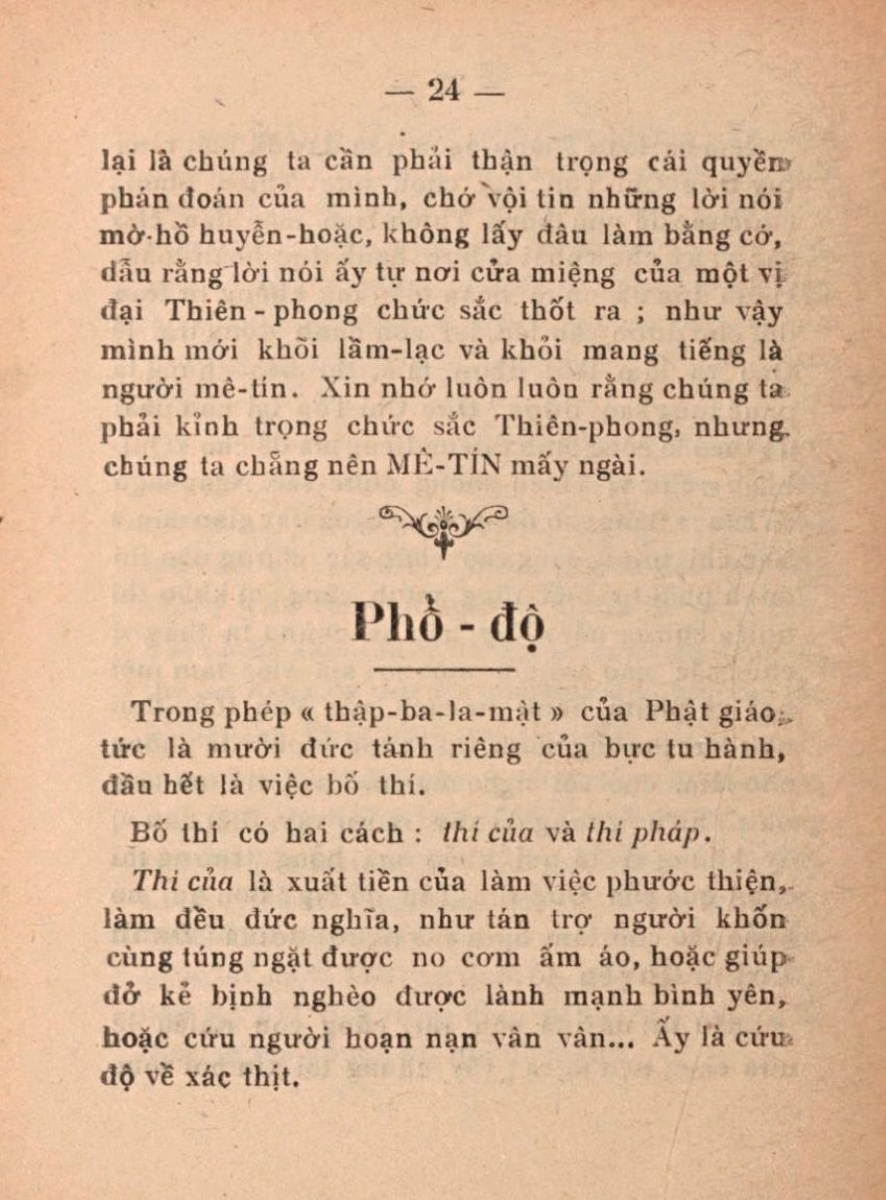 — 24 —
lại là chúng ta cần phải thận trọng cái quyền
phán đoán của mình, chớ vội tin những lời nói
mờ-hồ huyễn-hoặc, không lấy đâu làm bằng cớ,
dẫu rằng lời nói ấy tự nơi cửa miệng của một vị
đại Thiên-phong chức sắc thốt ra ; như vậy
mình mới khõi lầm-lạc và khỏi mang tiếng là
người mê-tín. Xin nhớ luôn luôn rằng chúng ta
phải kỉnh trọng chức sắc Thiên-phong, nhưng
chúng ta chẳng nên MÊ-TÍN mấy ngài.
Phổ - độ
Trong phép « thập-ba-la-mật » của Phật giáo,
tức là mười đức tánh riêng của bực tu hành,
đầu hết là việc bố thí.
Bố thí có hai cách : thí của và thí pháp.
Thí của là xuất tiền của làm việc phước thiện,
làm đều đức nghĩa, như tán trợ người khốn
cùng túng ngặt được no cơm ấm áo, hoặc giúp
đở kẻ bịnh nghèo được lành mạnh bình yên,
hoặc cứu người hoạn nạn vân vân... Ấy là cứu
độ về xác thịt.